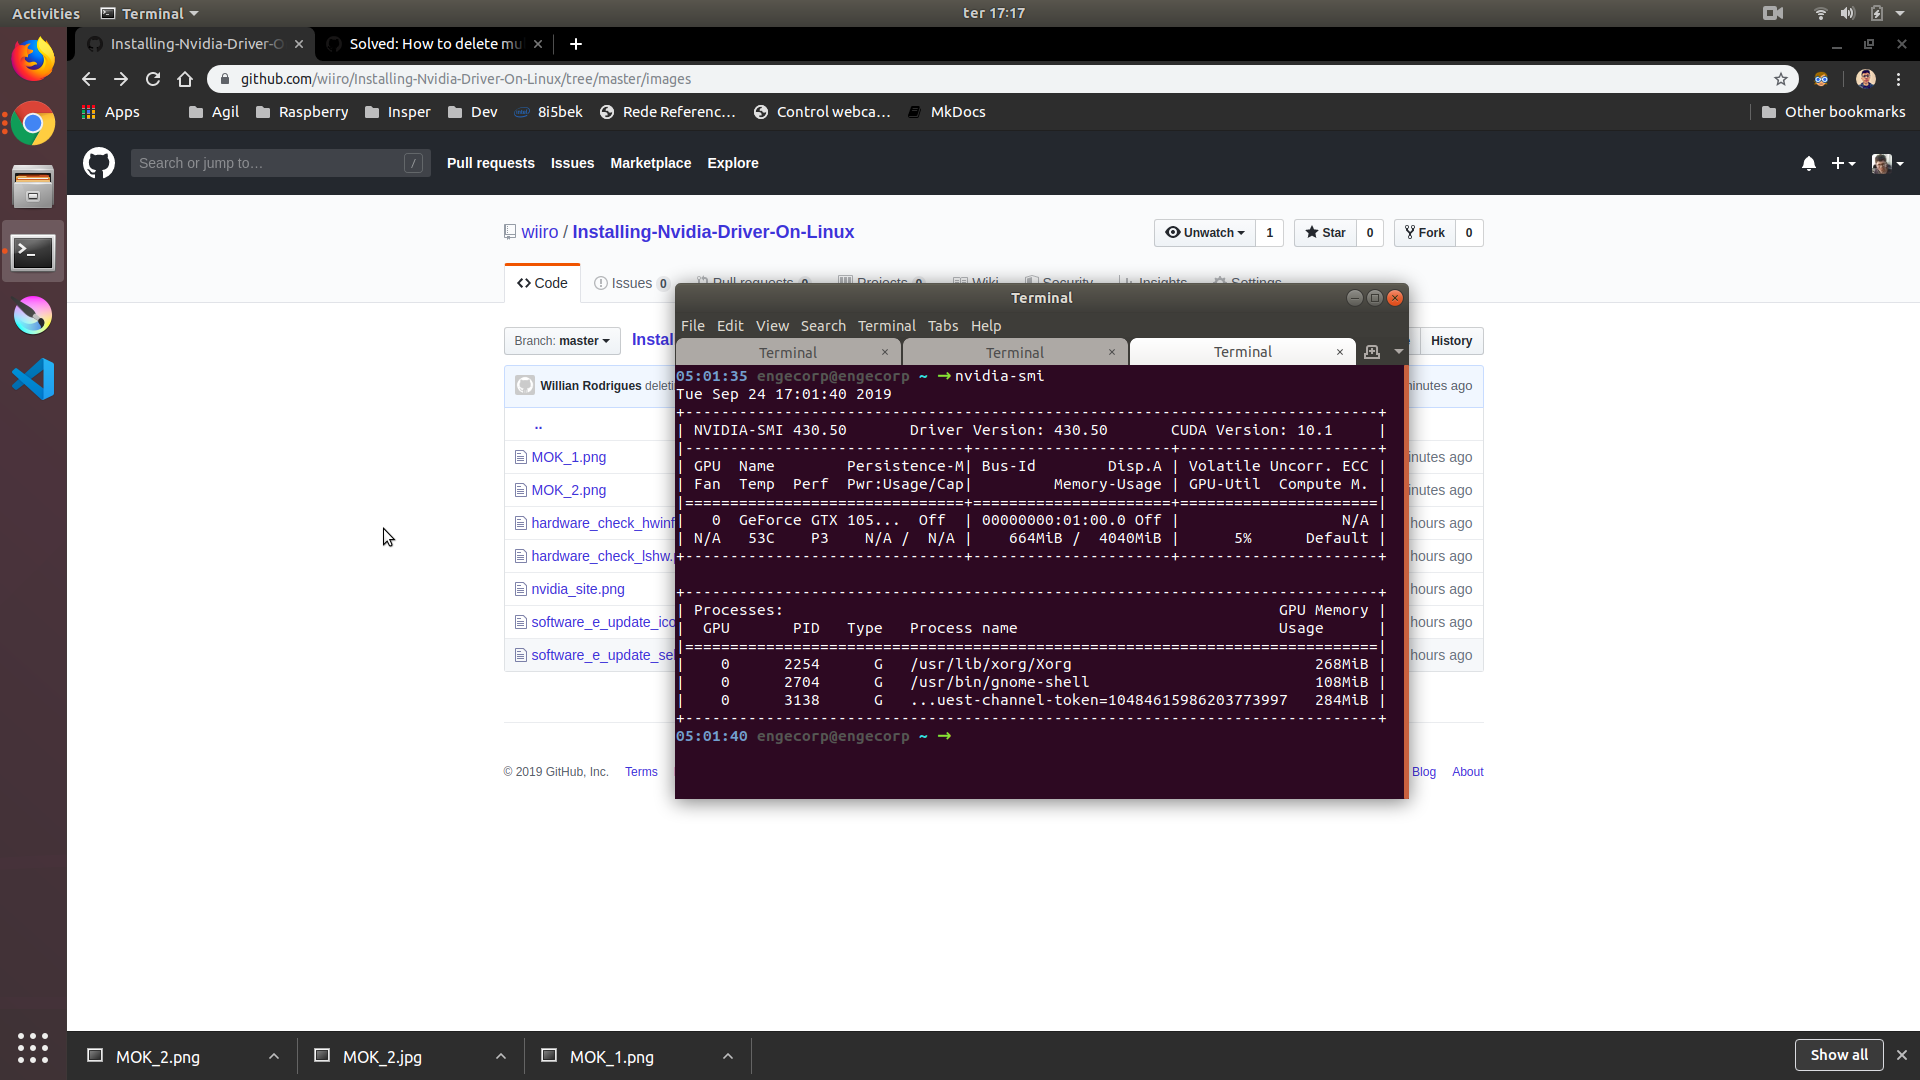 Activities Terminal ter 17:17
Installing-Nvidia-Driver-O Solved: How to delete mu
github.com/wiiro/Installing-Nvidia-Driver-On-Linux/tree/master/images
Apps Agil Raspberry Insper Dev 8i5bek Rede Referenc… Control webca… MkDocs Other bookmarks
Search or jump to… / Pull requests Issues Marketplace Explore
wiiro / Installing-Nvidia-Driver-On-Linux Unwatch 1 Star 0 Fork 0
Code Issues 0 Pull requests 0 Projects 0 Wiki Security Insights Settings
Terminal
File Edit View Search Terminal Tabs Help
Branch: master Instal History
Terminal Terminal Terminal
Willian Rodrigues deleti inutes ago
..
MOK_1.png inutes ago
MOK_2.png inutes ago
hardware_check_hwinf hours ago
hardware_check_lshw. hours ago
nvidia_site.png hours ago
software_e_update_ico hours ago
software_e_update_sel hours ago
05:01:35 engecorp@engecorp ~ →nvidia-smi
Tue Sep 24 17:01:40 2019
+-----------------------------------------------------------------------------+
| NVIDIA-SMI 430.50       Driver Version: 430.50       CUDA Version: 10.1     |
|-------------------------------+----------------------+----------------------+
| GPU  Name        Persistence-M| Bus-Id        Disp.A | Volatile Uncorr. ECC |
| Fan  Temp  Perf  Pwr:Usage/Cap|         Memory-Usage | GPU-Util  Compute M. |
|===============================+======================+======================|
|   0  GeForce GTX 105...  Off  | 00000000:01:00.0 Off |                  N/A |
| N/A   53C    P3    N/A /  N/A |    664MiB /  4040MiB |      5%      Default |
+-------------------------------+----------------------+----------------------+
+-----------------------------------------------------------------------------+
| Processes:                                                       GPU Memory |
|  GPU       PID   Type   Process name                             Usage      |
|=============================================================================|
|    0      2254      G   /usr/lib/xorg/Xorg                           268MiB |
|    0      2704      G   /usr/bin/gnome-shell                         108MiB |
|    0      3138      G   ...uest-channel-token=10484615986203773997   284MiB |
+-----------------------------------------------------------------------------+
05:01:40 engecorp@engecorp ~ →
© 2019 GitHub, Inc. Terms Blog About
MOK_2.png MOK_2.jpg MOK_1.png Show all